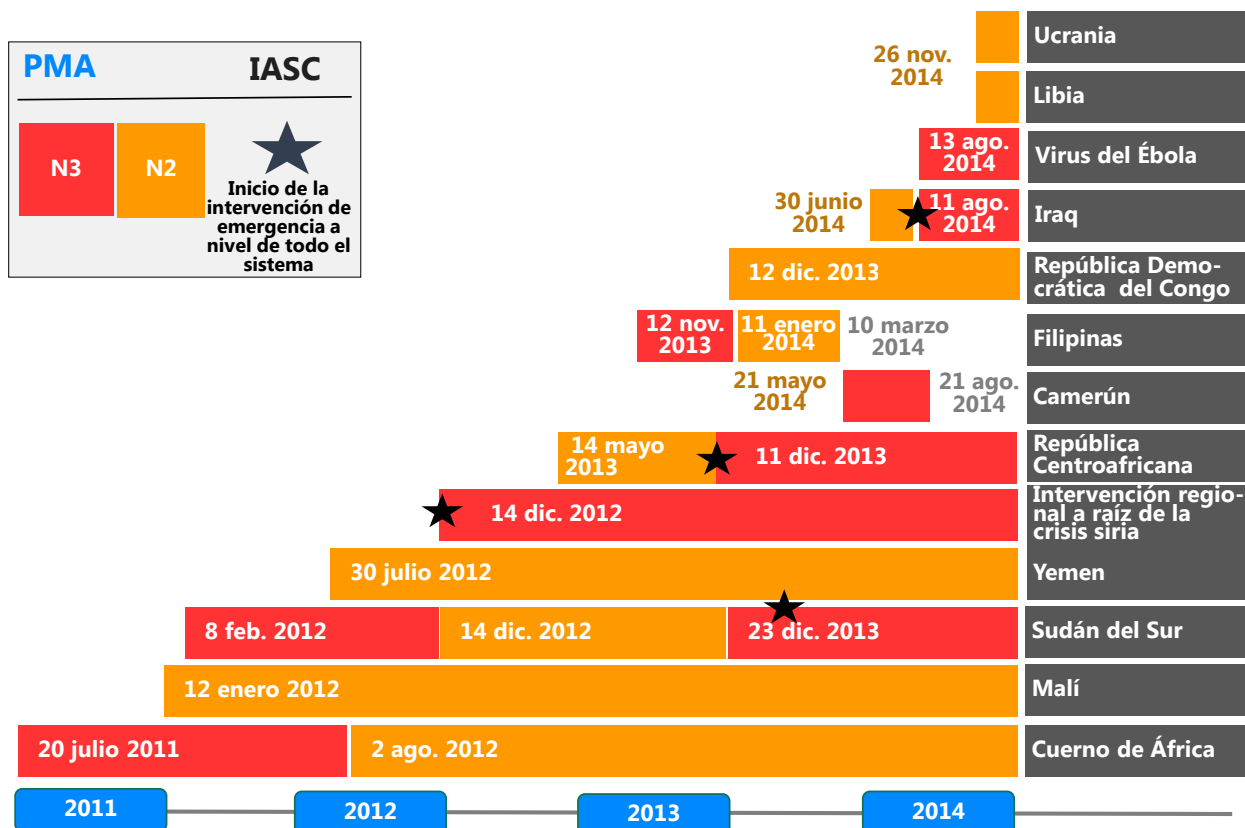 PMA
IASC
N3
N2
Inicio de la
intervención de
emergencia a
nivel de todo el
sistema
26 nov.
2014
Ucrania
Libia
13 ago.
2014
Virus del Ébola
30 junio
2014
11 ago.
2014
Iraq
12 dic. 2013
República Demo-
crática del Congo
12 nov.
2013
11 enero
2014
10 marzo
2014
Filipinas
21 mayo
2014
21 ago.
2014
Camerún
14 mayo
2013
11 dic. 2013
República
Centroafricana
14 dic. 2012
Intervención regio-
nal a raíz de la
crisis siria
30 julio 2012
Yemen
8 feb. 2012
14 dic. 2012
23 dic. 2013
Sudán del Sur
12 enero 2012
Malí
20 julio 2011
2 ago. 2012
Cuerno de África
2011
2012
2013
2014